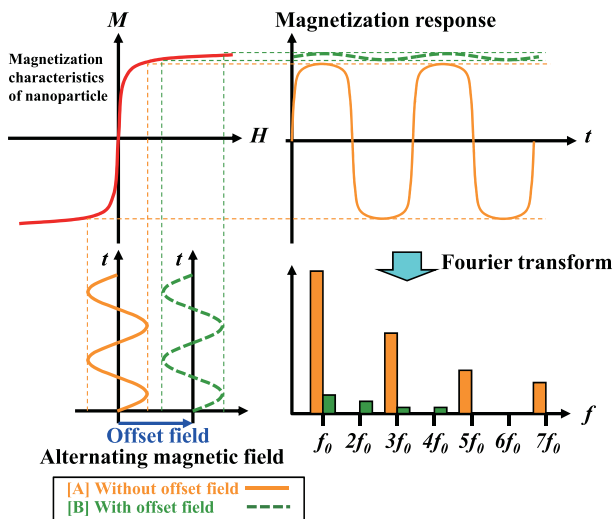 M
Magnetization response
Magnetization
characteristics
of nanoparticle
H
t
t
t
Fourier transform
f
Offset field
f₀ 2f₀ 3f₀ 4f₀ 5f₀ 6f₀ 7f₀
Alternating magnetic field
[A] Without offset field
[B] With offset field